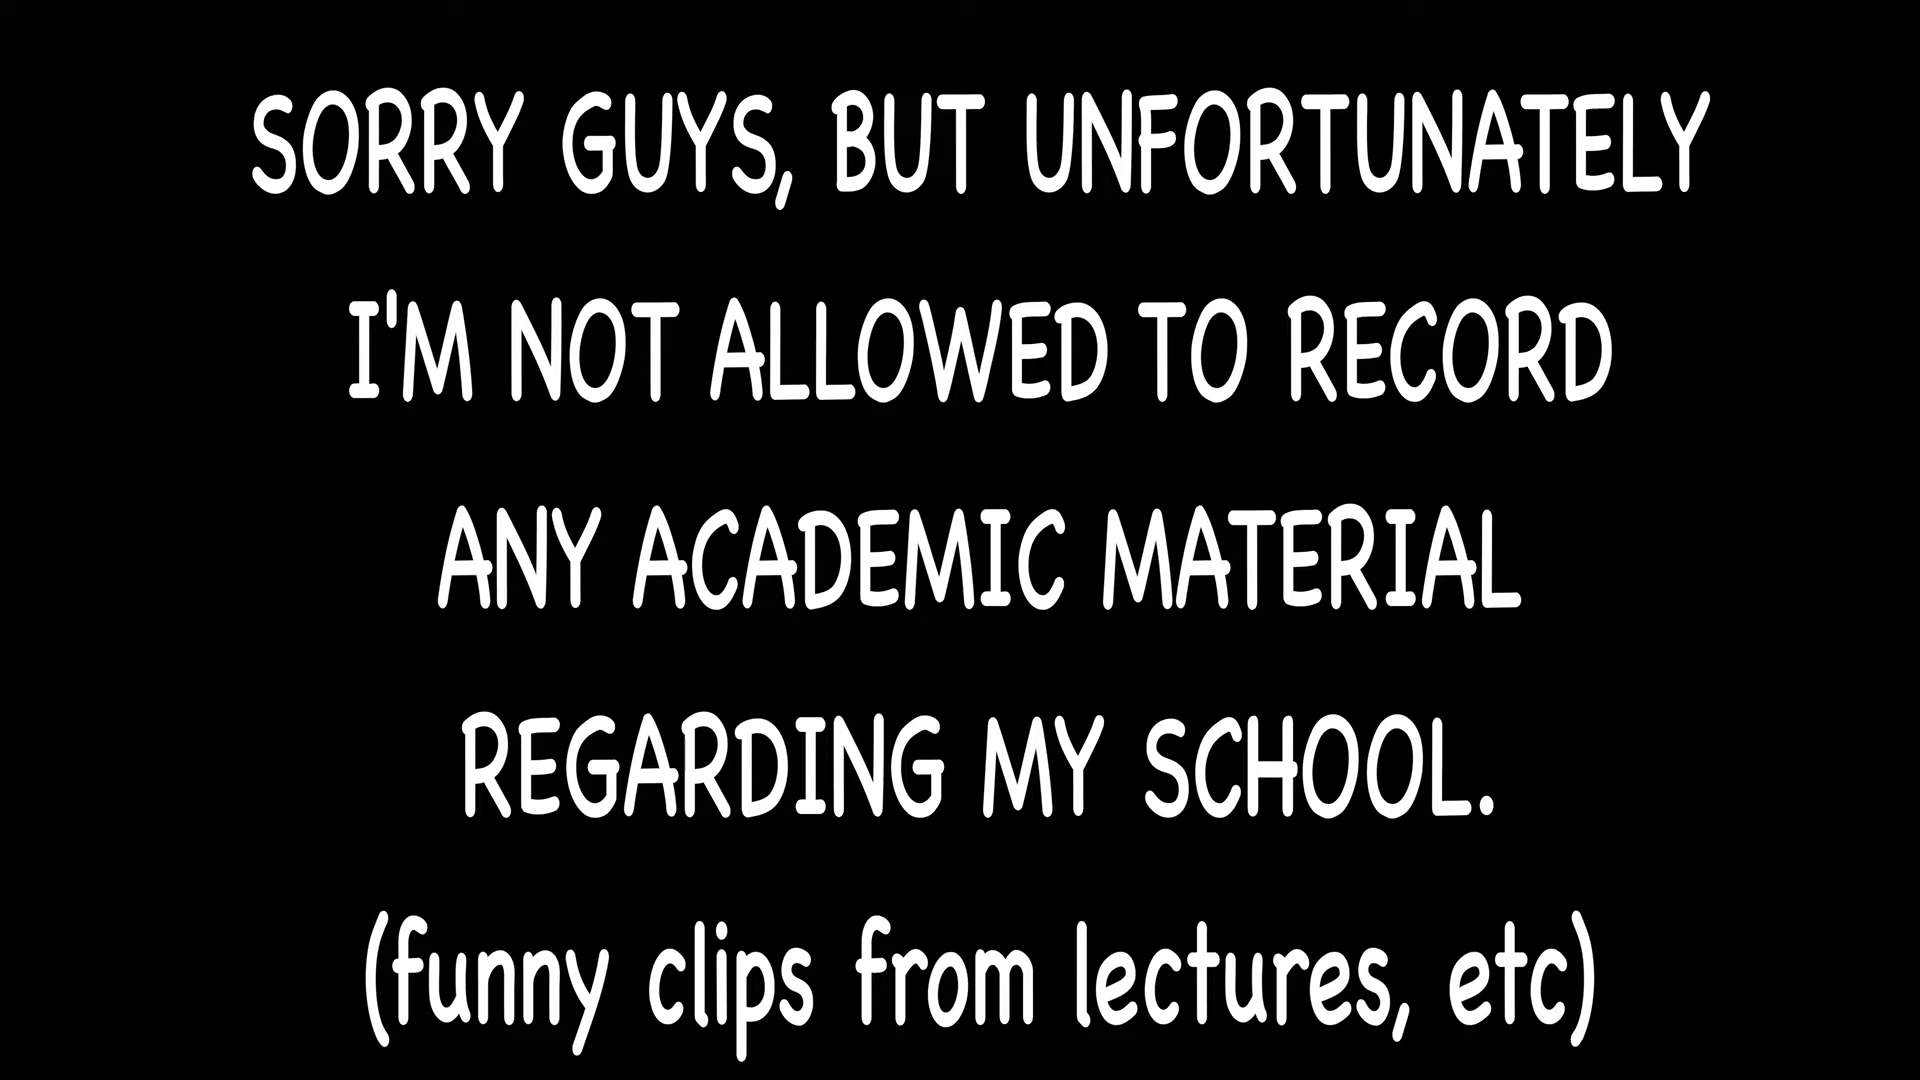 SORRY GUYS, BUT UNFORTUNATELY
I'M NOT ALLOWED TO RECORD
ANY ACADEMIC MATERIAL
REGARDING MY SCHOOL.
(funny clips from lectures, etc)